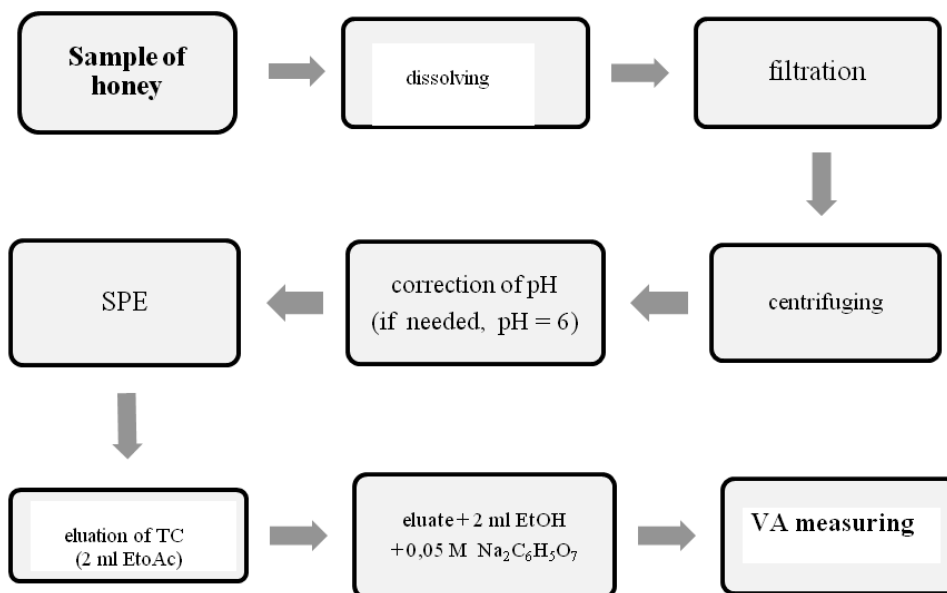 Sample of
honey
dissolving
filtration
centrifuging
correction of pH
(if needed, pH = 6)
SPE
eluation of TC
(2 ml EtoAc)
eluate + 2 ml EtOH
+ 0,05 M Na₂C₆H₅O₇
VA measuring